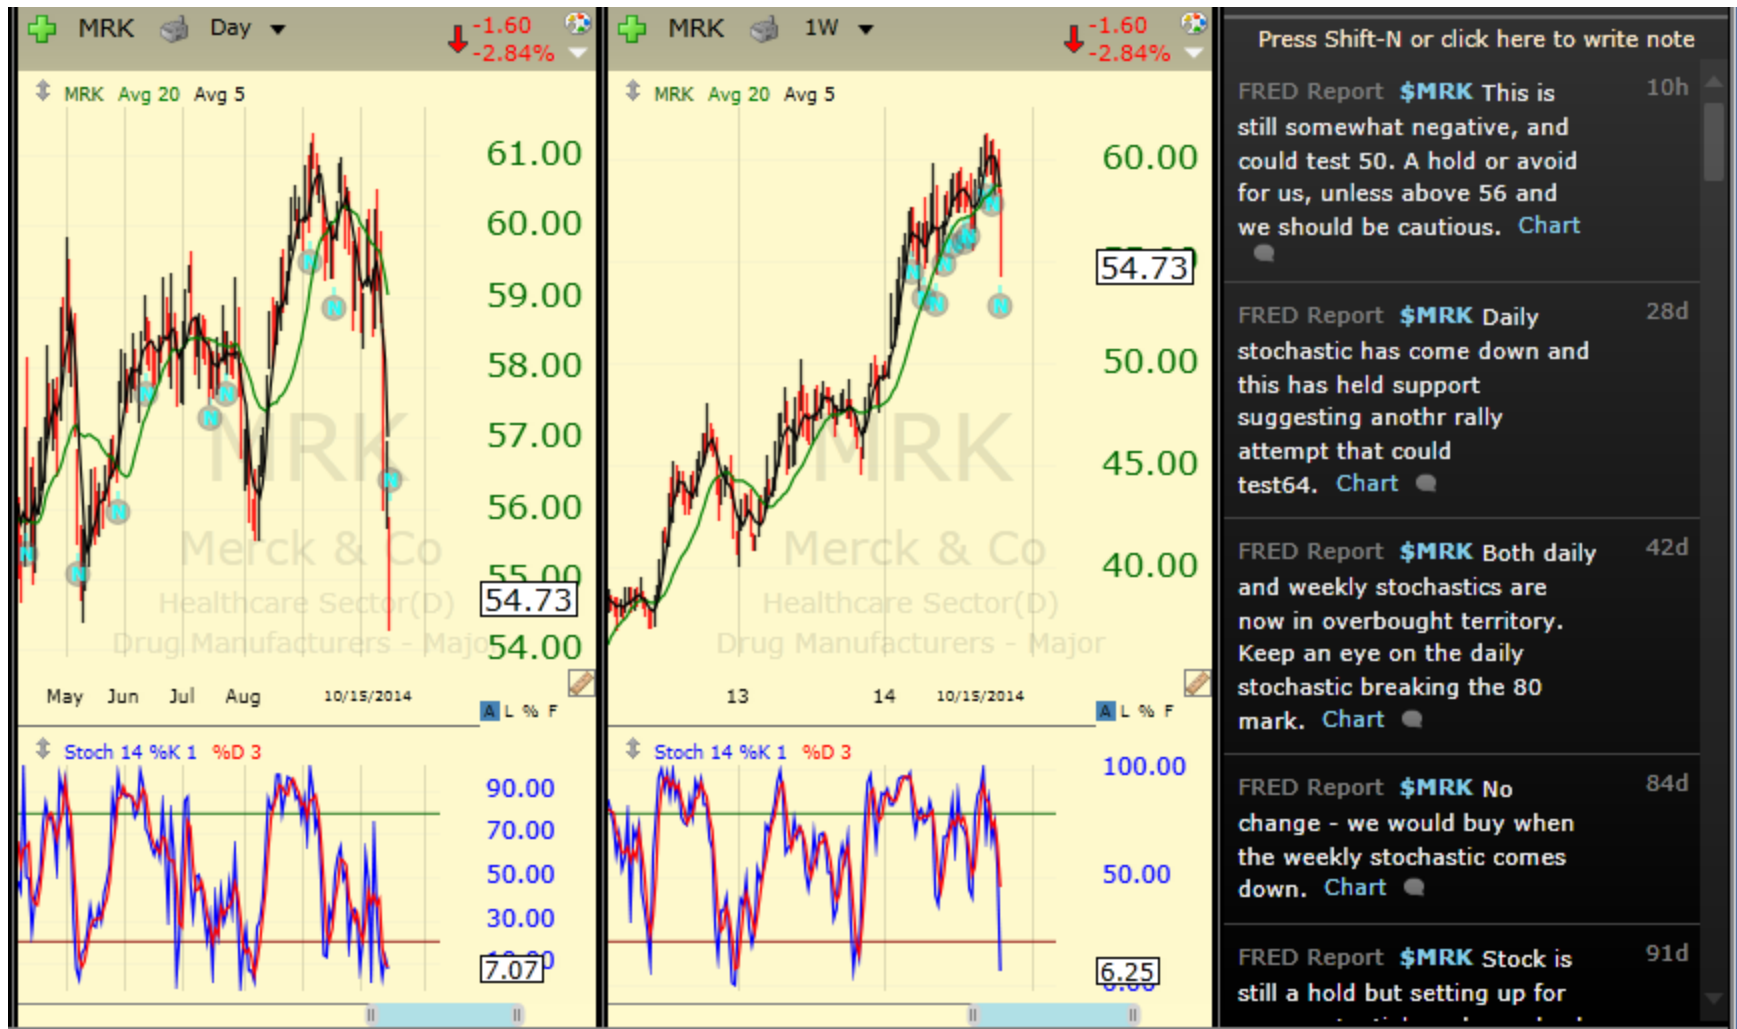 MRK Day -1.60
-2.84%
MRK Avg 20 Avg 5
61.00
60.00
59.00
58.00
57.00
56.00
55.00
54.73
54.00
MRK
Merck & Co
Healthcare Sector(D)
Drug Manufacturers - Major
May Jun Jul Aug 10/15/2014
A L % F
Stoch 14 %K 1 %D 3
90.00
70.00
50.00
30.00
10.00
7.07
N
N
N
N
N
N
N
N
N
MRK 1W -1.60
-2.84%
MRK Avg 20 Avg 5
60.00
54.73
50.00
45.00
40.00
MRK
Merck & Co
Healthcare Sector(D)
Drug Manufacturers - Major
13 14 10/15/2014
A L % F
Stoch 14 %K 1 %D 3
100.00
50.00
6.25
0.00
N
N
N
N
N
N
Press Shift-N or click here to write note
FRED Report $MRK This is 10h
still somewhat negative, and
could test 50. A hold or avoid
for us, unless above 56 and
we should be cautious. Chart
FRED Report $MRK Daily 28d
stochastic has come down and
this has held support
suggesting anothr rally
attempt that could
test64. Chart
FRED Report $MRK Both daily 42d
and weekly stochastics are
now in overbought territory.
Keep an eye on the daily
stochastic breaking the 80
mark. Chart
FRED Report $MRK No 84d
change - we would buy when
the weekly stochastic comes
down. Chart
FRED Report $MRK Stock is 91d
still a hold but setting up for